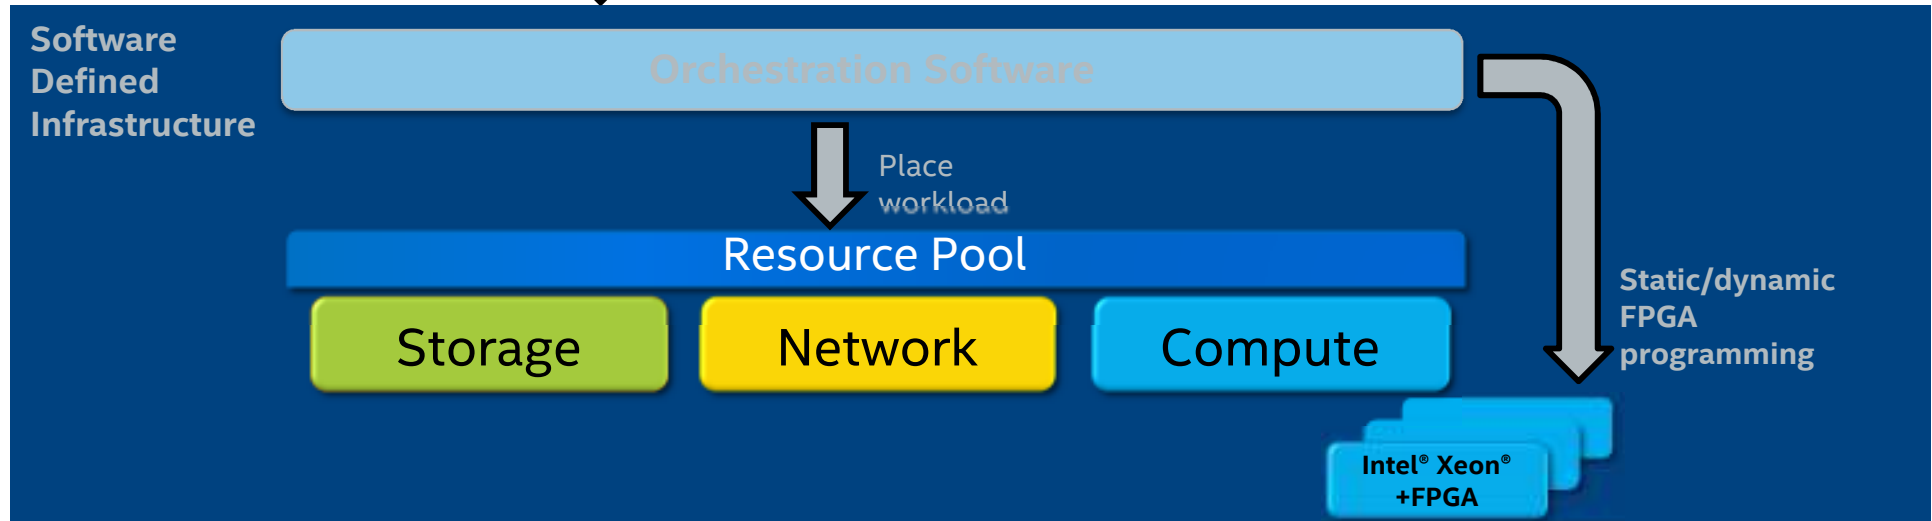 Software
Defined
Infrastructure
Orchestration Software
Place
workload
Resource Pool
Storage
Network
Compute
Static/dynamic
FPGA
programming
Intel® Xeon®
+FPGA